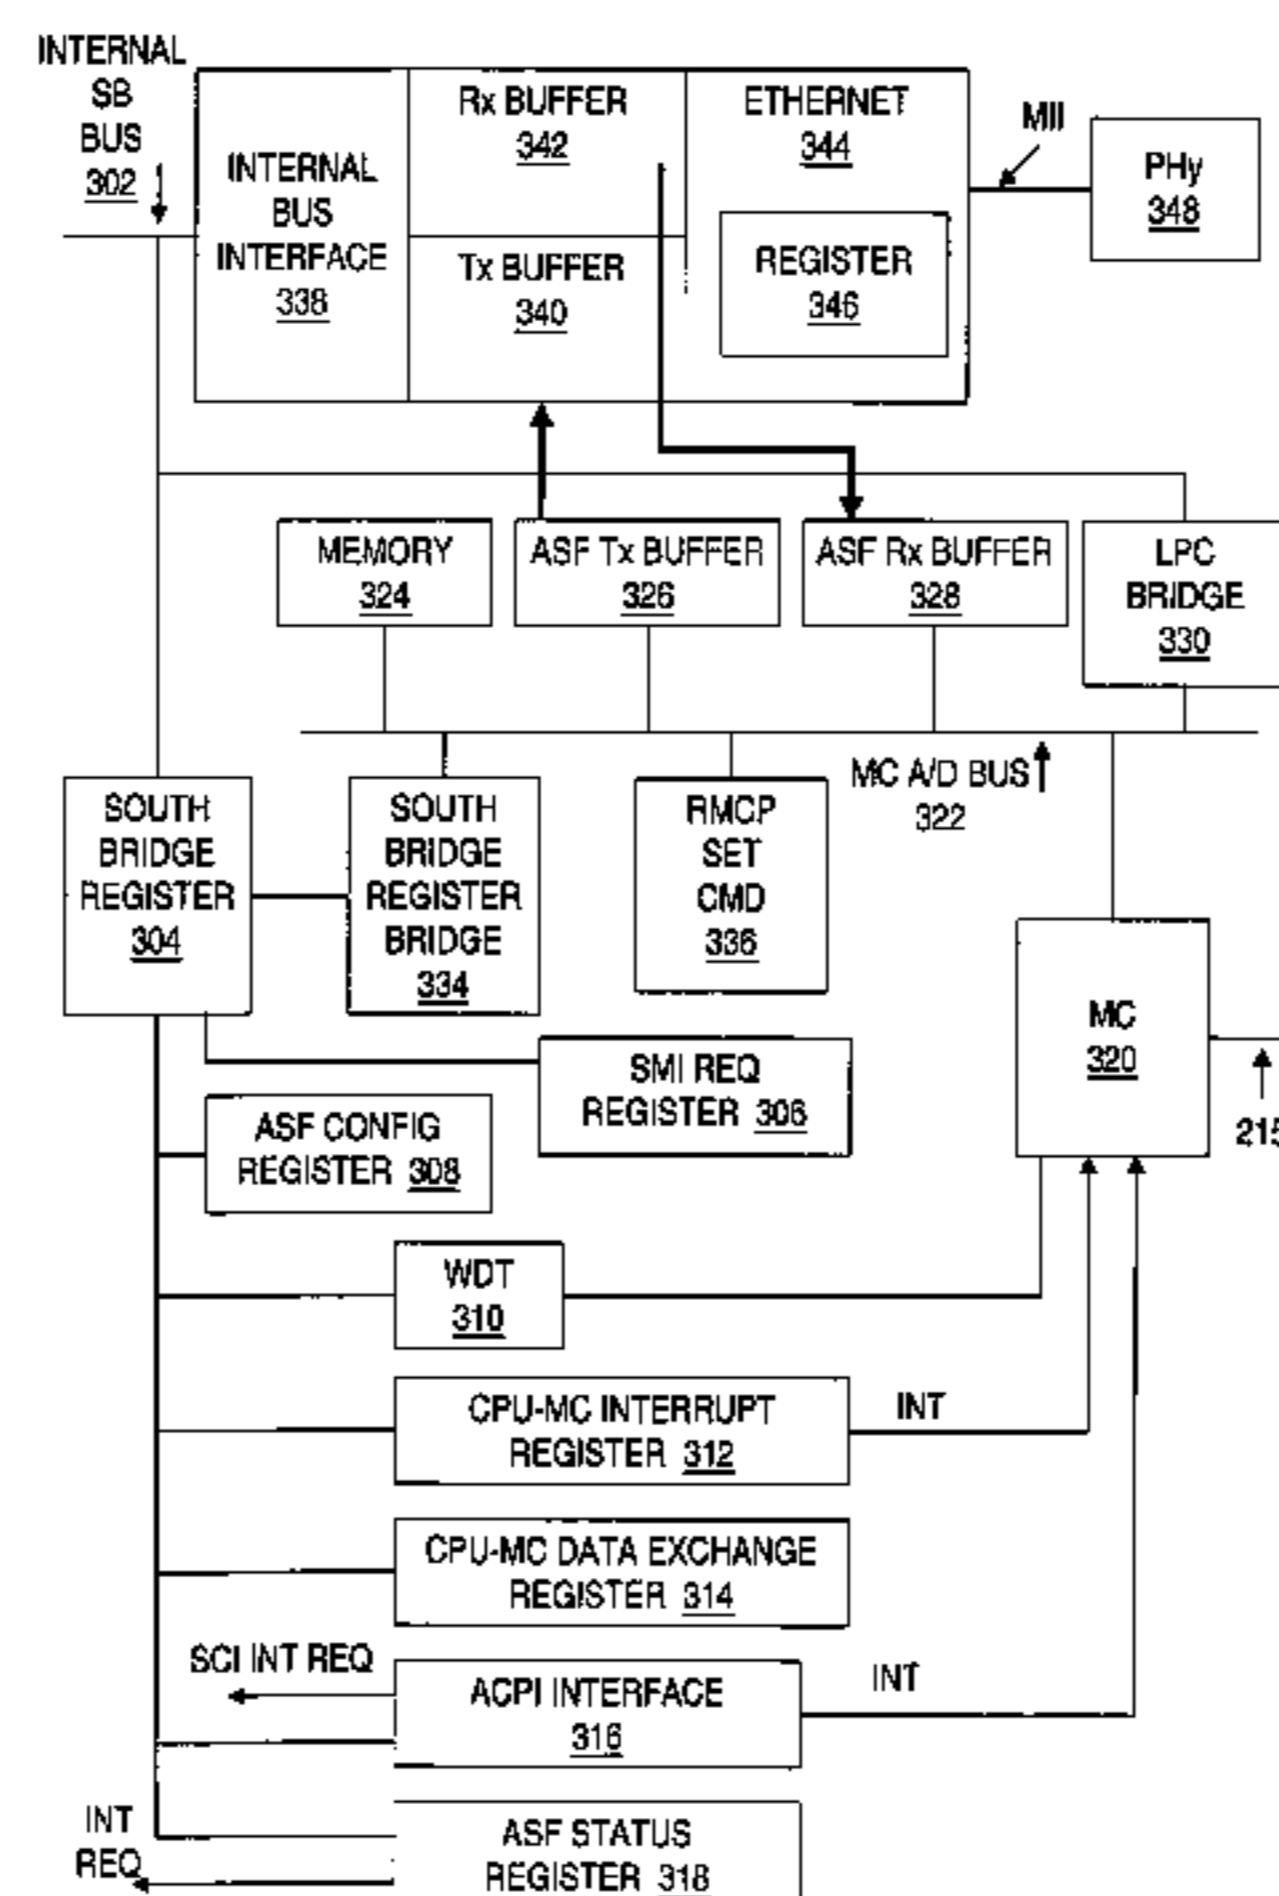 INTERNAL
SB
BUS
302
INTERNAL
BUS
INTERFACE
338
Rx BUFFER
342
Tx BUFFER
340
ETHERNET
344
REGISTER
346
MII
PHy
348
MEMORY
324
ASF Tx BUFFER
326
ASF Rx BUFFER
328
LPC
BRIDGE
330
MC A/D BUS
322
SOUTH
BRIDGE
REGISTER
304
SOUTH
BRIDGE
REGISTER
BRIDGE
334
RMCP
SET
CMD
336
MC
320
215
SMI REQ
REGISTER 306
ASF CONFIG
REGISTER 308
WDT
310
CPU-MC INTERRUPT
REGISTER 312
INT
CPU-MC DATA EXCHANGE
REGISTER 314
SCI INT REQ
ACPI INTERFACE
316
INT
INT
REQ
ASF STATUS
REGISTER 318